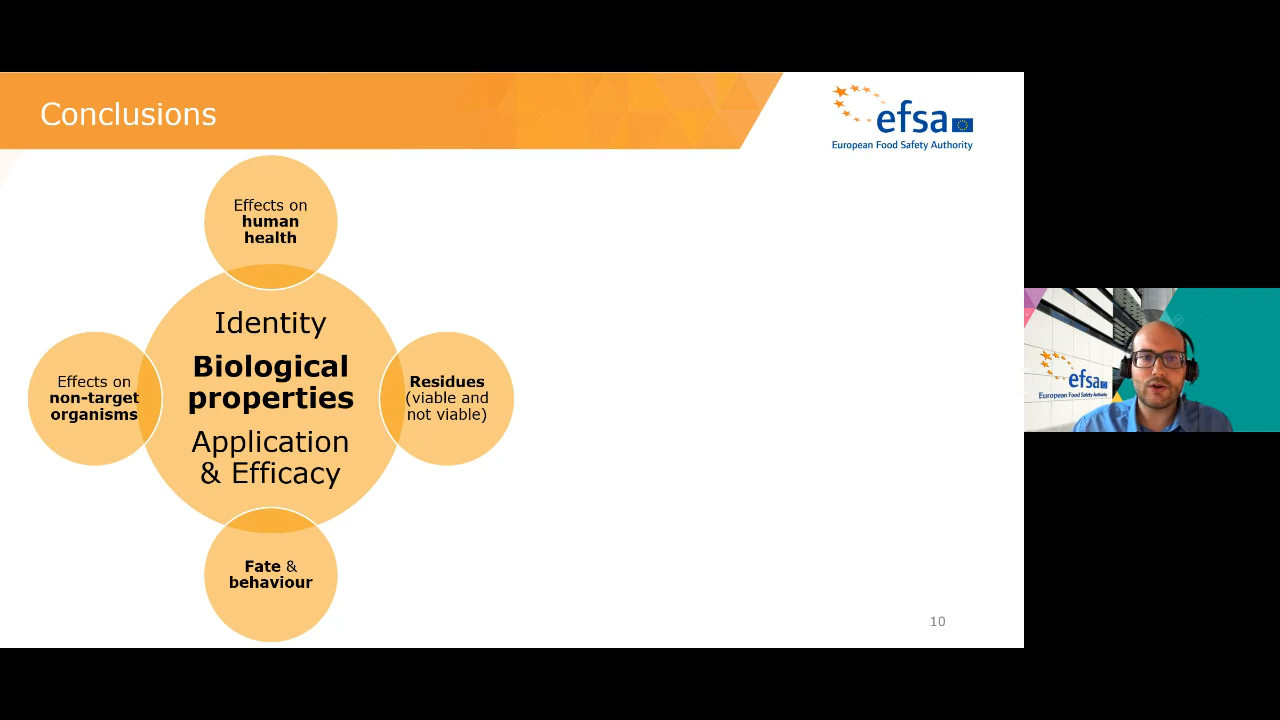 Conclusions
efsa
European Food Safety Authority
Effects on
human
health
Identity
Biological
properties
Application
& Efficacy
Effects on
non-target
organisms
Residues
(viable and
not viable)
Fate &
behaviour
10
efsa
European Food Safety Authority